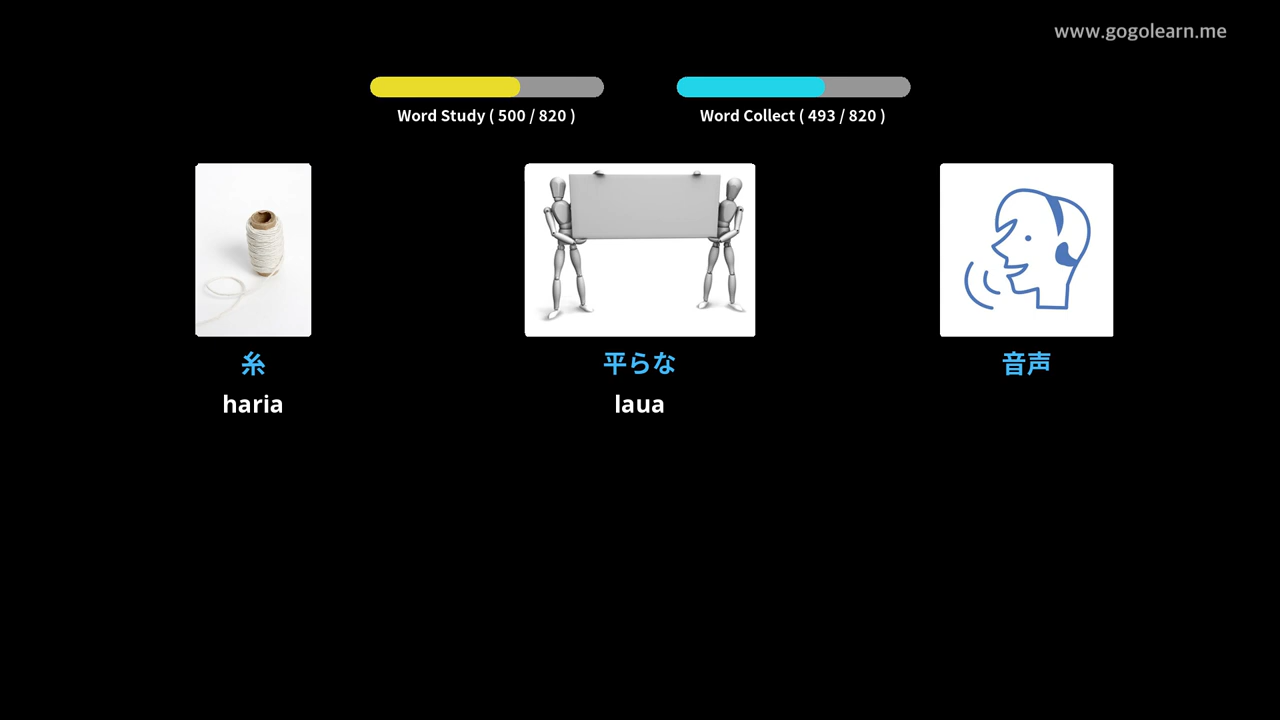 www.gogolearn.me
Word Study ( 500 / 820 )
Word Collect ( 493 / 820 )
糸
haria
平らな
laua
音声